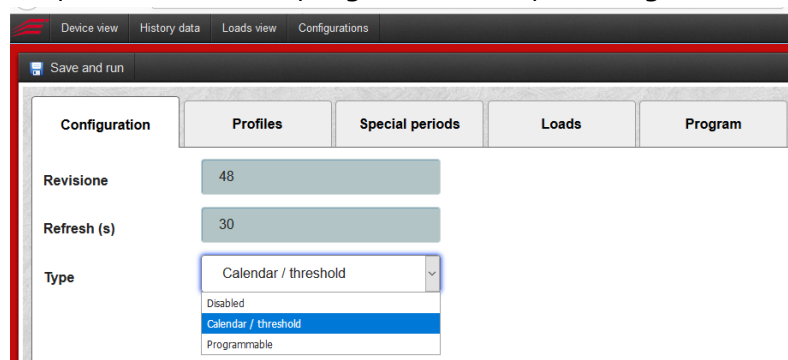 Device view History data Loads view Configurations
Save and run
Configuration Profiles Special periods Loads Program
Revisione 48
Refresh (s) 30
Type Calendar / threshold
Disabled
Calendar / threshold
Programmable